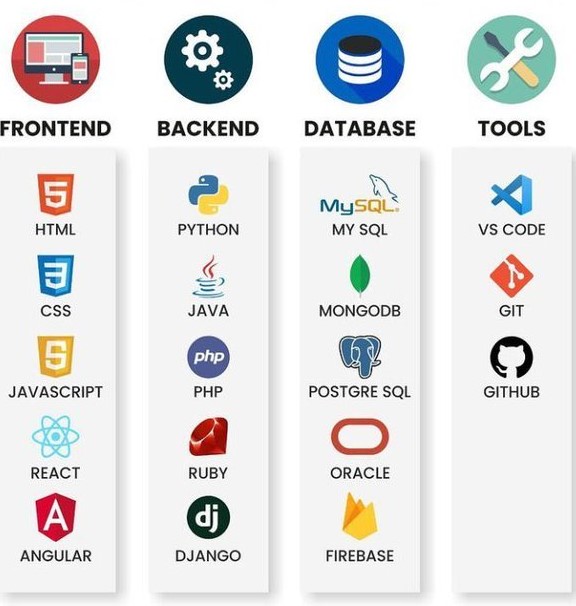 FRONTEND
BACKEND
DATABASE
TOOLS
5
HTML
3
CSS
5
JAVASCRIPT
REACT
A
ANGULAR
PYTHON
JAVA
php
PHP
RUBY
dj
DJANGO
MySQL®
MY SQL
MONGODB
POSTGRE SQL
ORACLE
FIREBASE
VS CODE
GIT
GITHUB